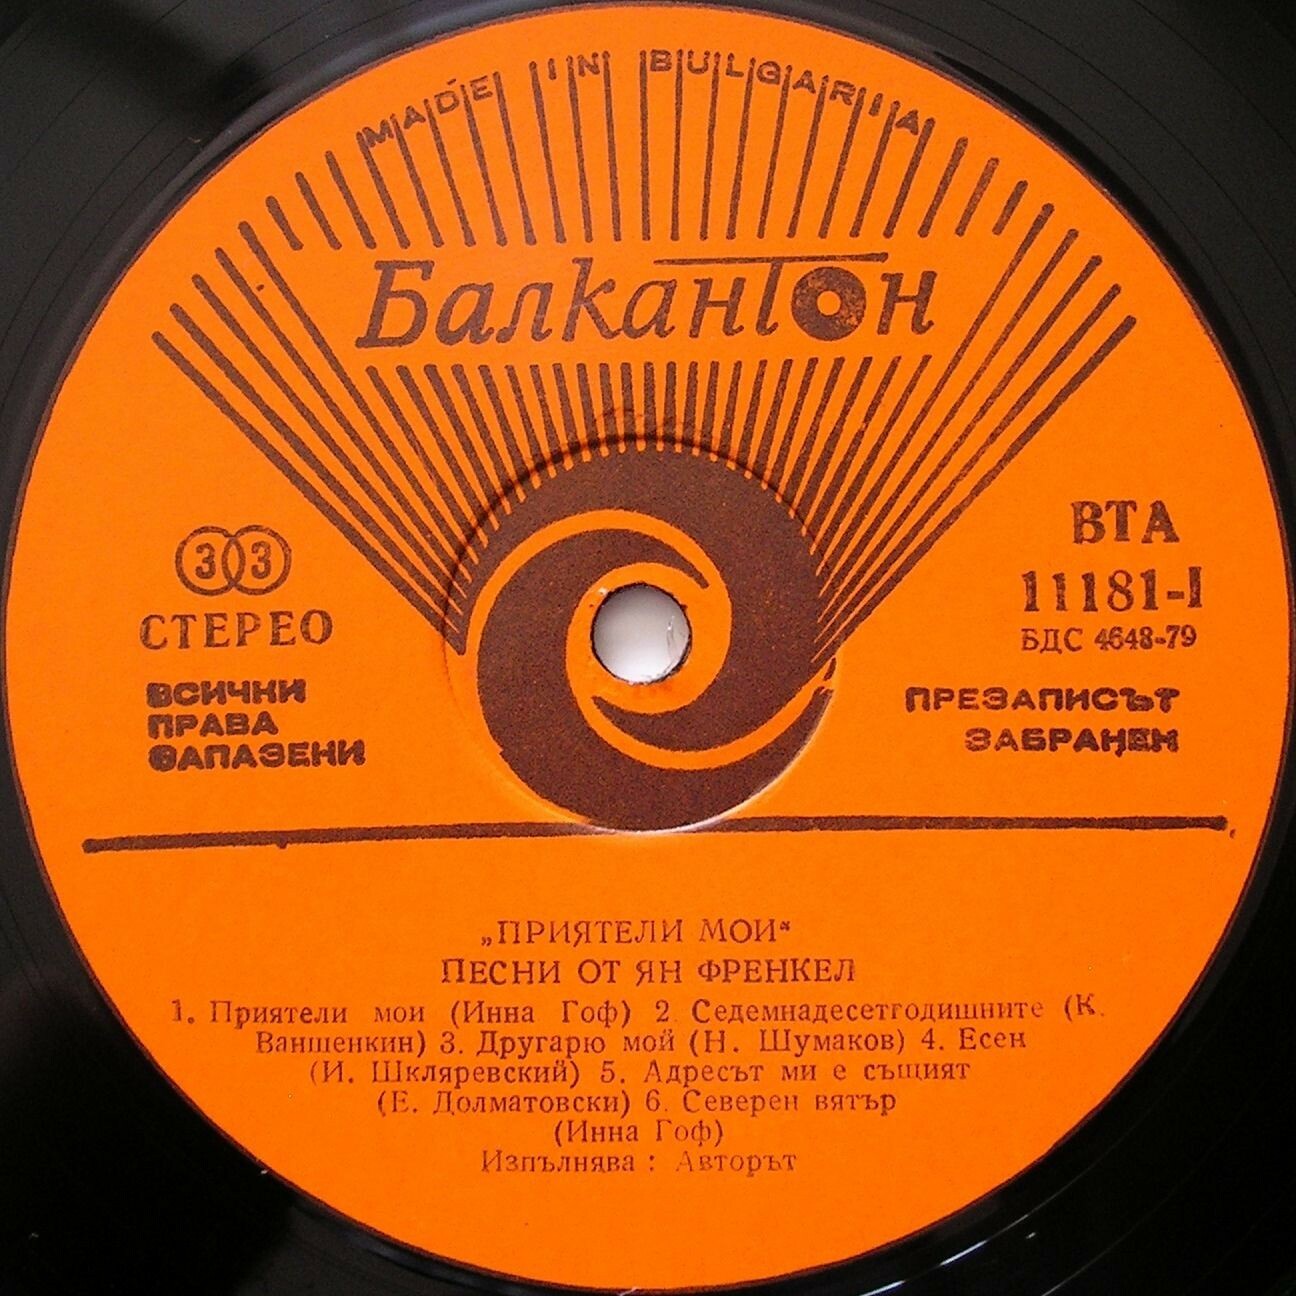 MADE IN BULGARIA
Балкантон
33
СТЕРЕО
ВСИЧКИ
ПРАВА
ЗАПАЗЕНИ
ВТА
11181-I
БДС 4648-79
ПРЕЗАПИСЪТ
ЗАБРАНЕН
„ПРИЯТЕЛИ МОИ“
ПЕСНИ ОТ ЯН ФРЕНКЕЛ
1. Приятели мои (Инна Гоф) 2. Седемнадесетгодишните (К.
Ваншенкин) 3. Другарю мой (Н. Шумаков) 4. Есен
(И. Шкляревский) 5. Адресът ми е същият
(Е. Долматовски) 6. Северен вятър
(Инна Гоф)
Изпълнява : Авторът